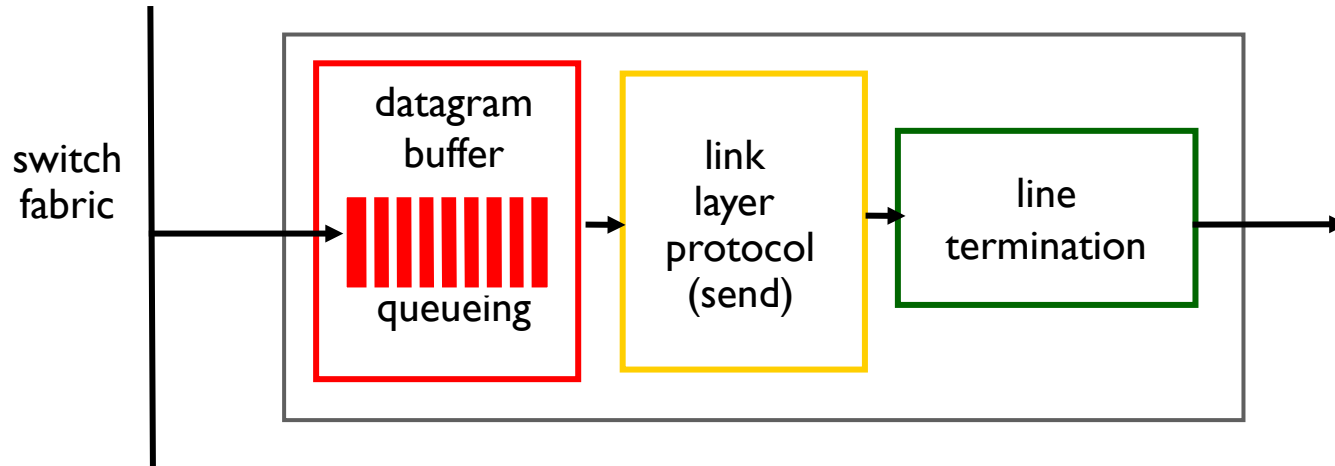 switch
fabric
datagram
buffer
queueing
link
layer
protocol
(send)
line
termination